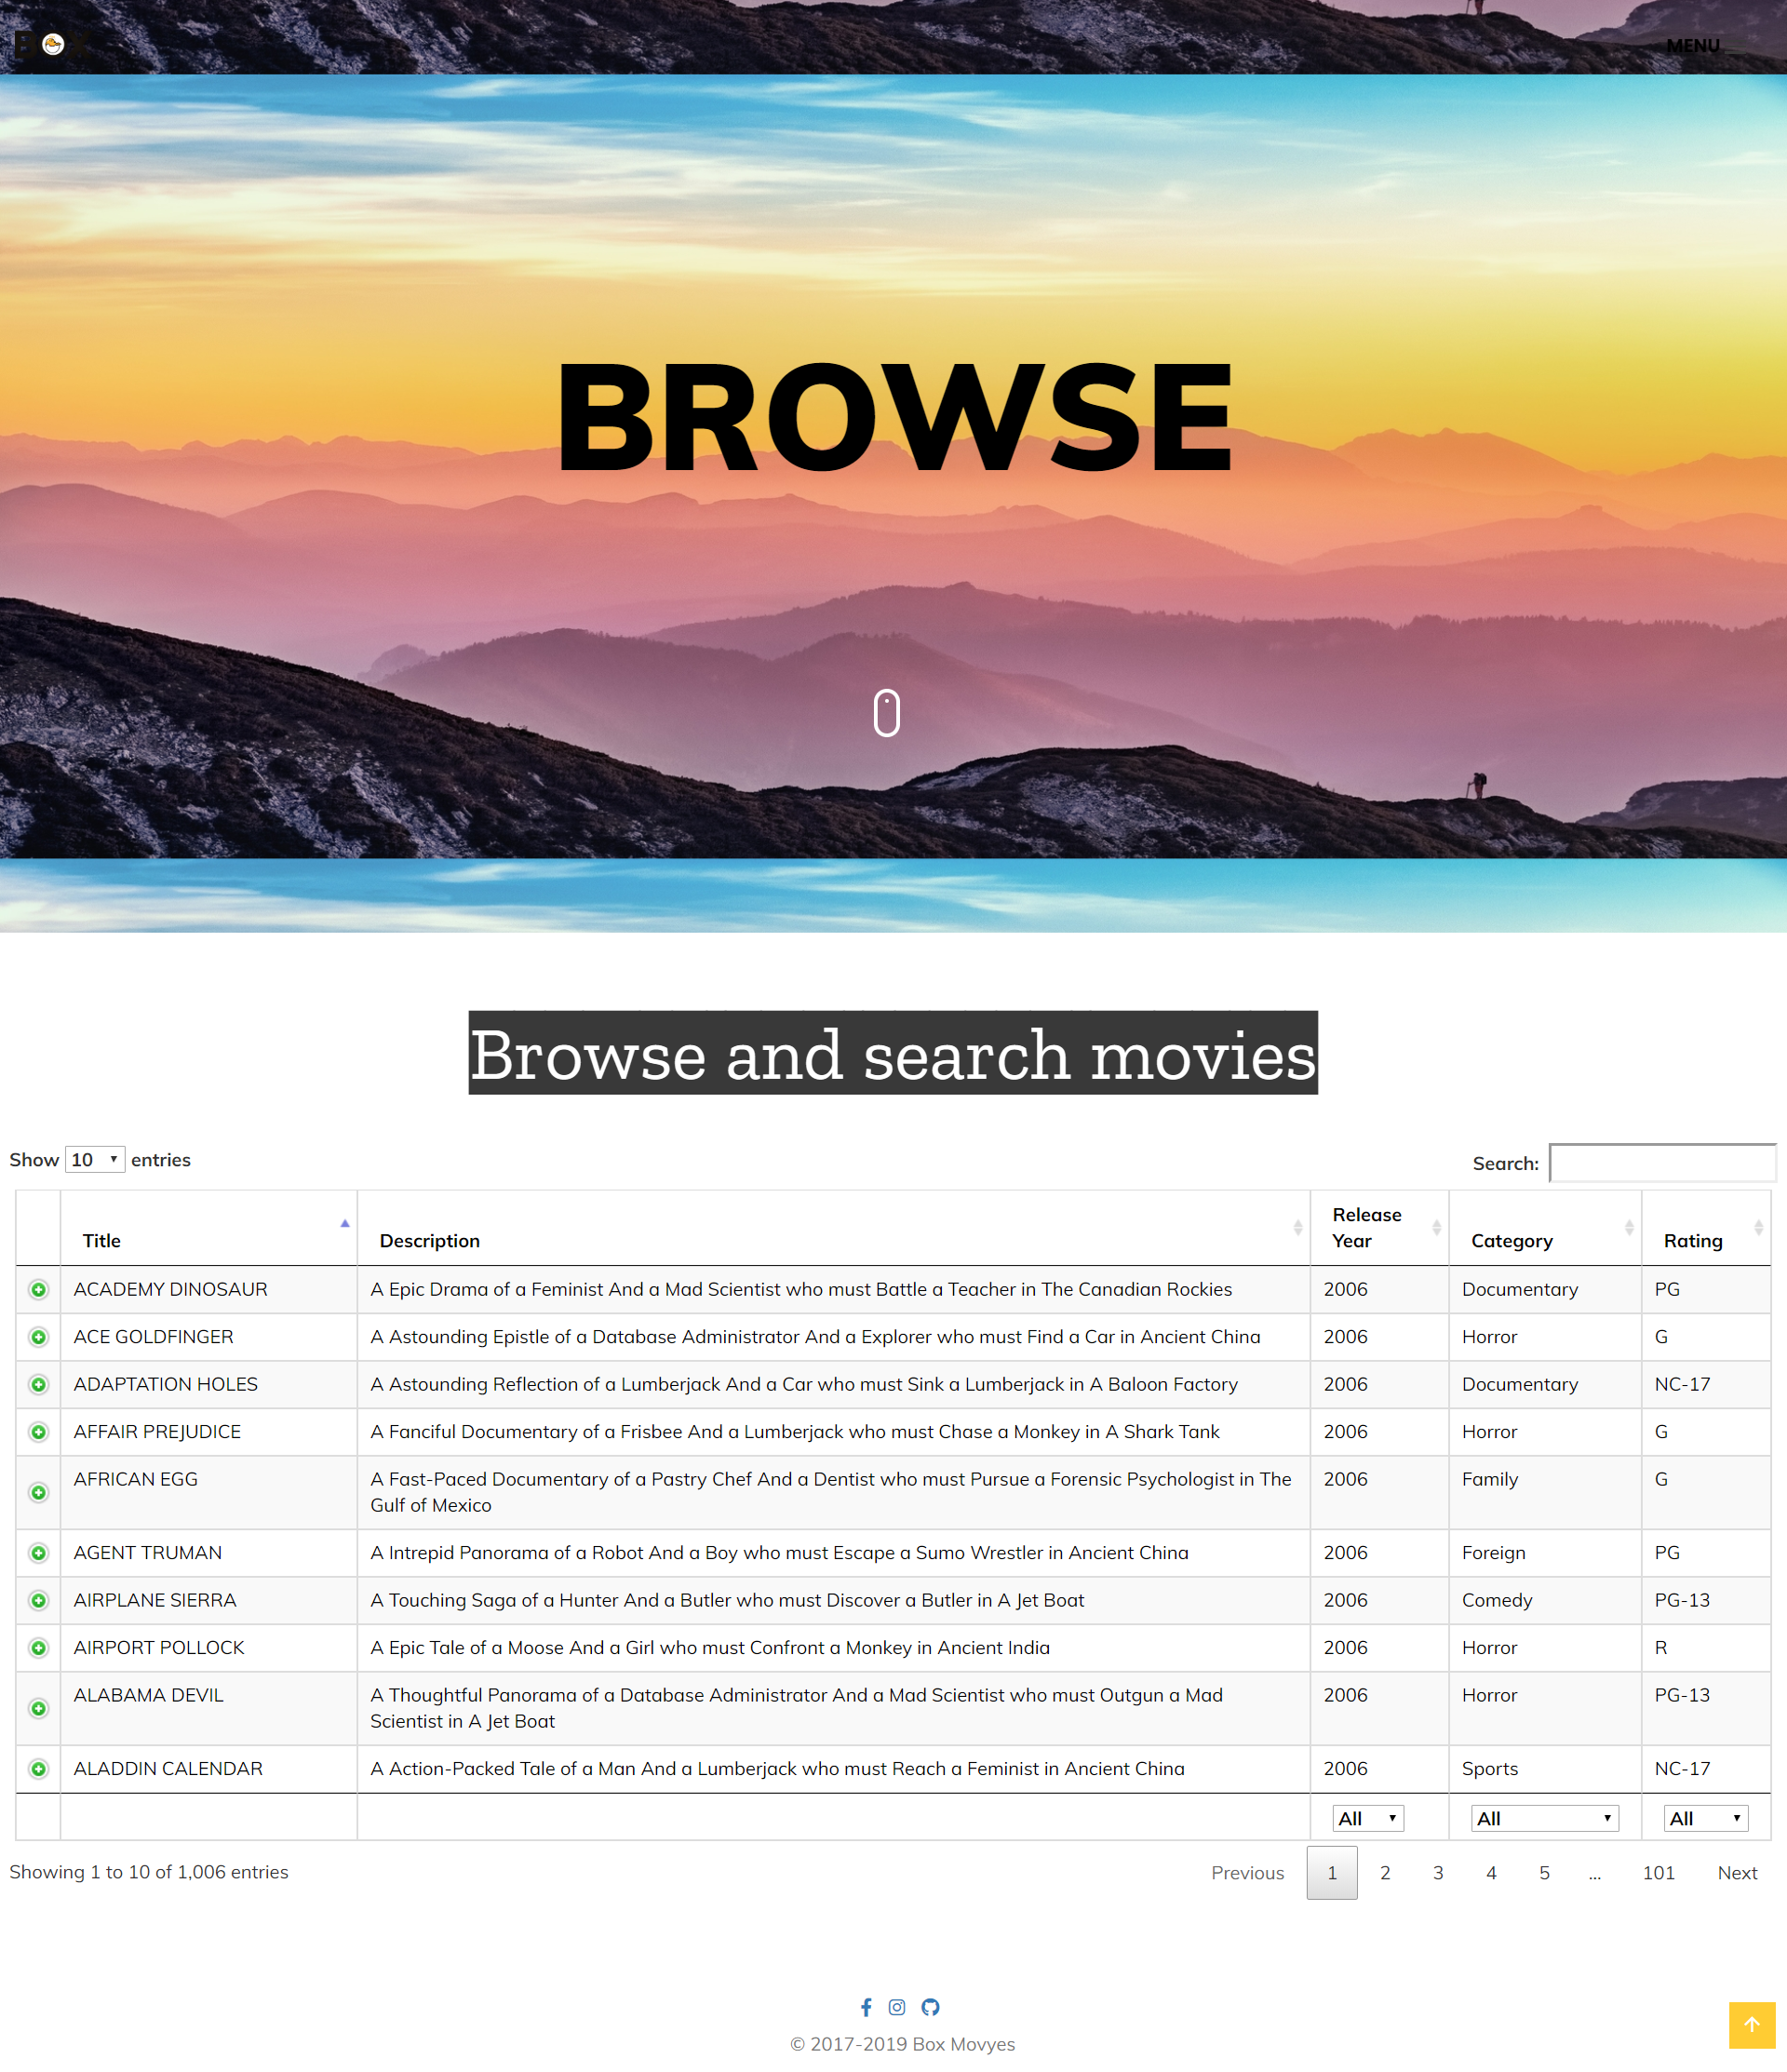 BOX
MENU
BROWSE
Browse and search movies
Show 10 entries
Search:
Title Description Release Year Category Rating
ACADEMY DINOSAUR A Epic Drama of a Feminist And a Mad Scientist who must Battle a Teacher in The Canadian Rockies 2006 Documentary PG
ACE GOLDFINGER A Astounding Epistle of a Database Administrator And a Explorer who must Find a Car in Ancient China 2006 Horror G
ADAPTATION HOLES A Astounding Reflection of a Lumberjack And a Car who must Sink a Lumberjack in A Baloon Factory 2006 Documentary NC-17
AFFAIR PREJUDICE A Fanciful Documentary of a Frisbee And a Lumberjack who must Chase a Monkey in A Shark Tank 2006 Horror G
AFRICAN EGG A Fast-Paced Documentary of a Pastry Chef And a Dentist who must Pursue a Forensic Psychologist in The 2006 Family G
Gulf of Mexico
AGENT TRUMAN A Intrepid Panorama of a Robot And a Boy who must Escape a Sumo Wrestler in Ancient China 2006 Foreign PG
AIRPLANE SIERRA A Touching Saga of a Hunter And a Butler who must Discover a Butler in A Jet Boat 2006 Comedy PG-13
AIRPORT POLLOCK A Epic Tale of a Moose And a Girl who must Confront a Monkey in Ancient India 2006 Horror R
ALABAMA DEVIL A Thoughtful Panorama of a Database Administrator And a Mad Scientist who must Outgun a Mad 2006 Horror PG-13
Scientist in A Jet Boat
ALADDIN CALENDAR A Action-Packed Tale of a Man And a Lumberjack who must Reach a Feminist in Ancient China 2006 Sports NC-17
All All All
Showing 1 to 10 of 1,006 entries
Previous 1 2 3 4 5 … 101 Next
© 2017-2019 Box Movyes